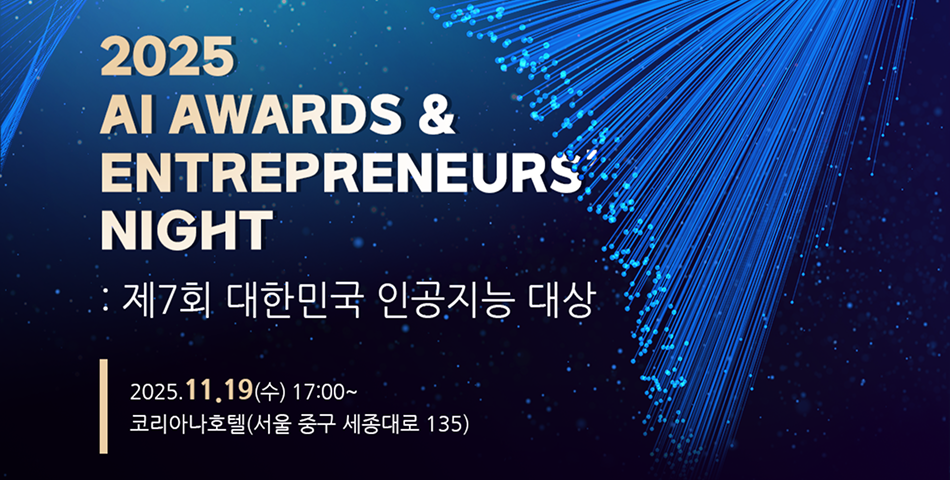 2025
AI AWARDS &
ENTREPRENEURS'
NIGHT
: 제7회 대한민국 인공지능 대상
2025.11.19(수) 17:00~
코리아나호텔(서울 중구 세종대로 135)